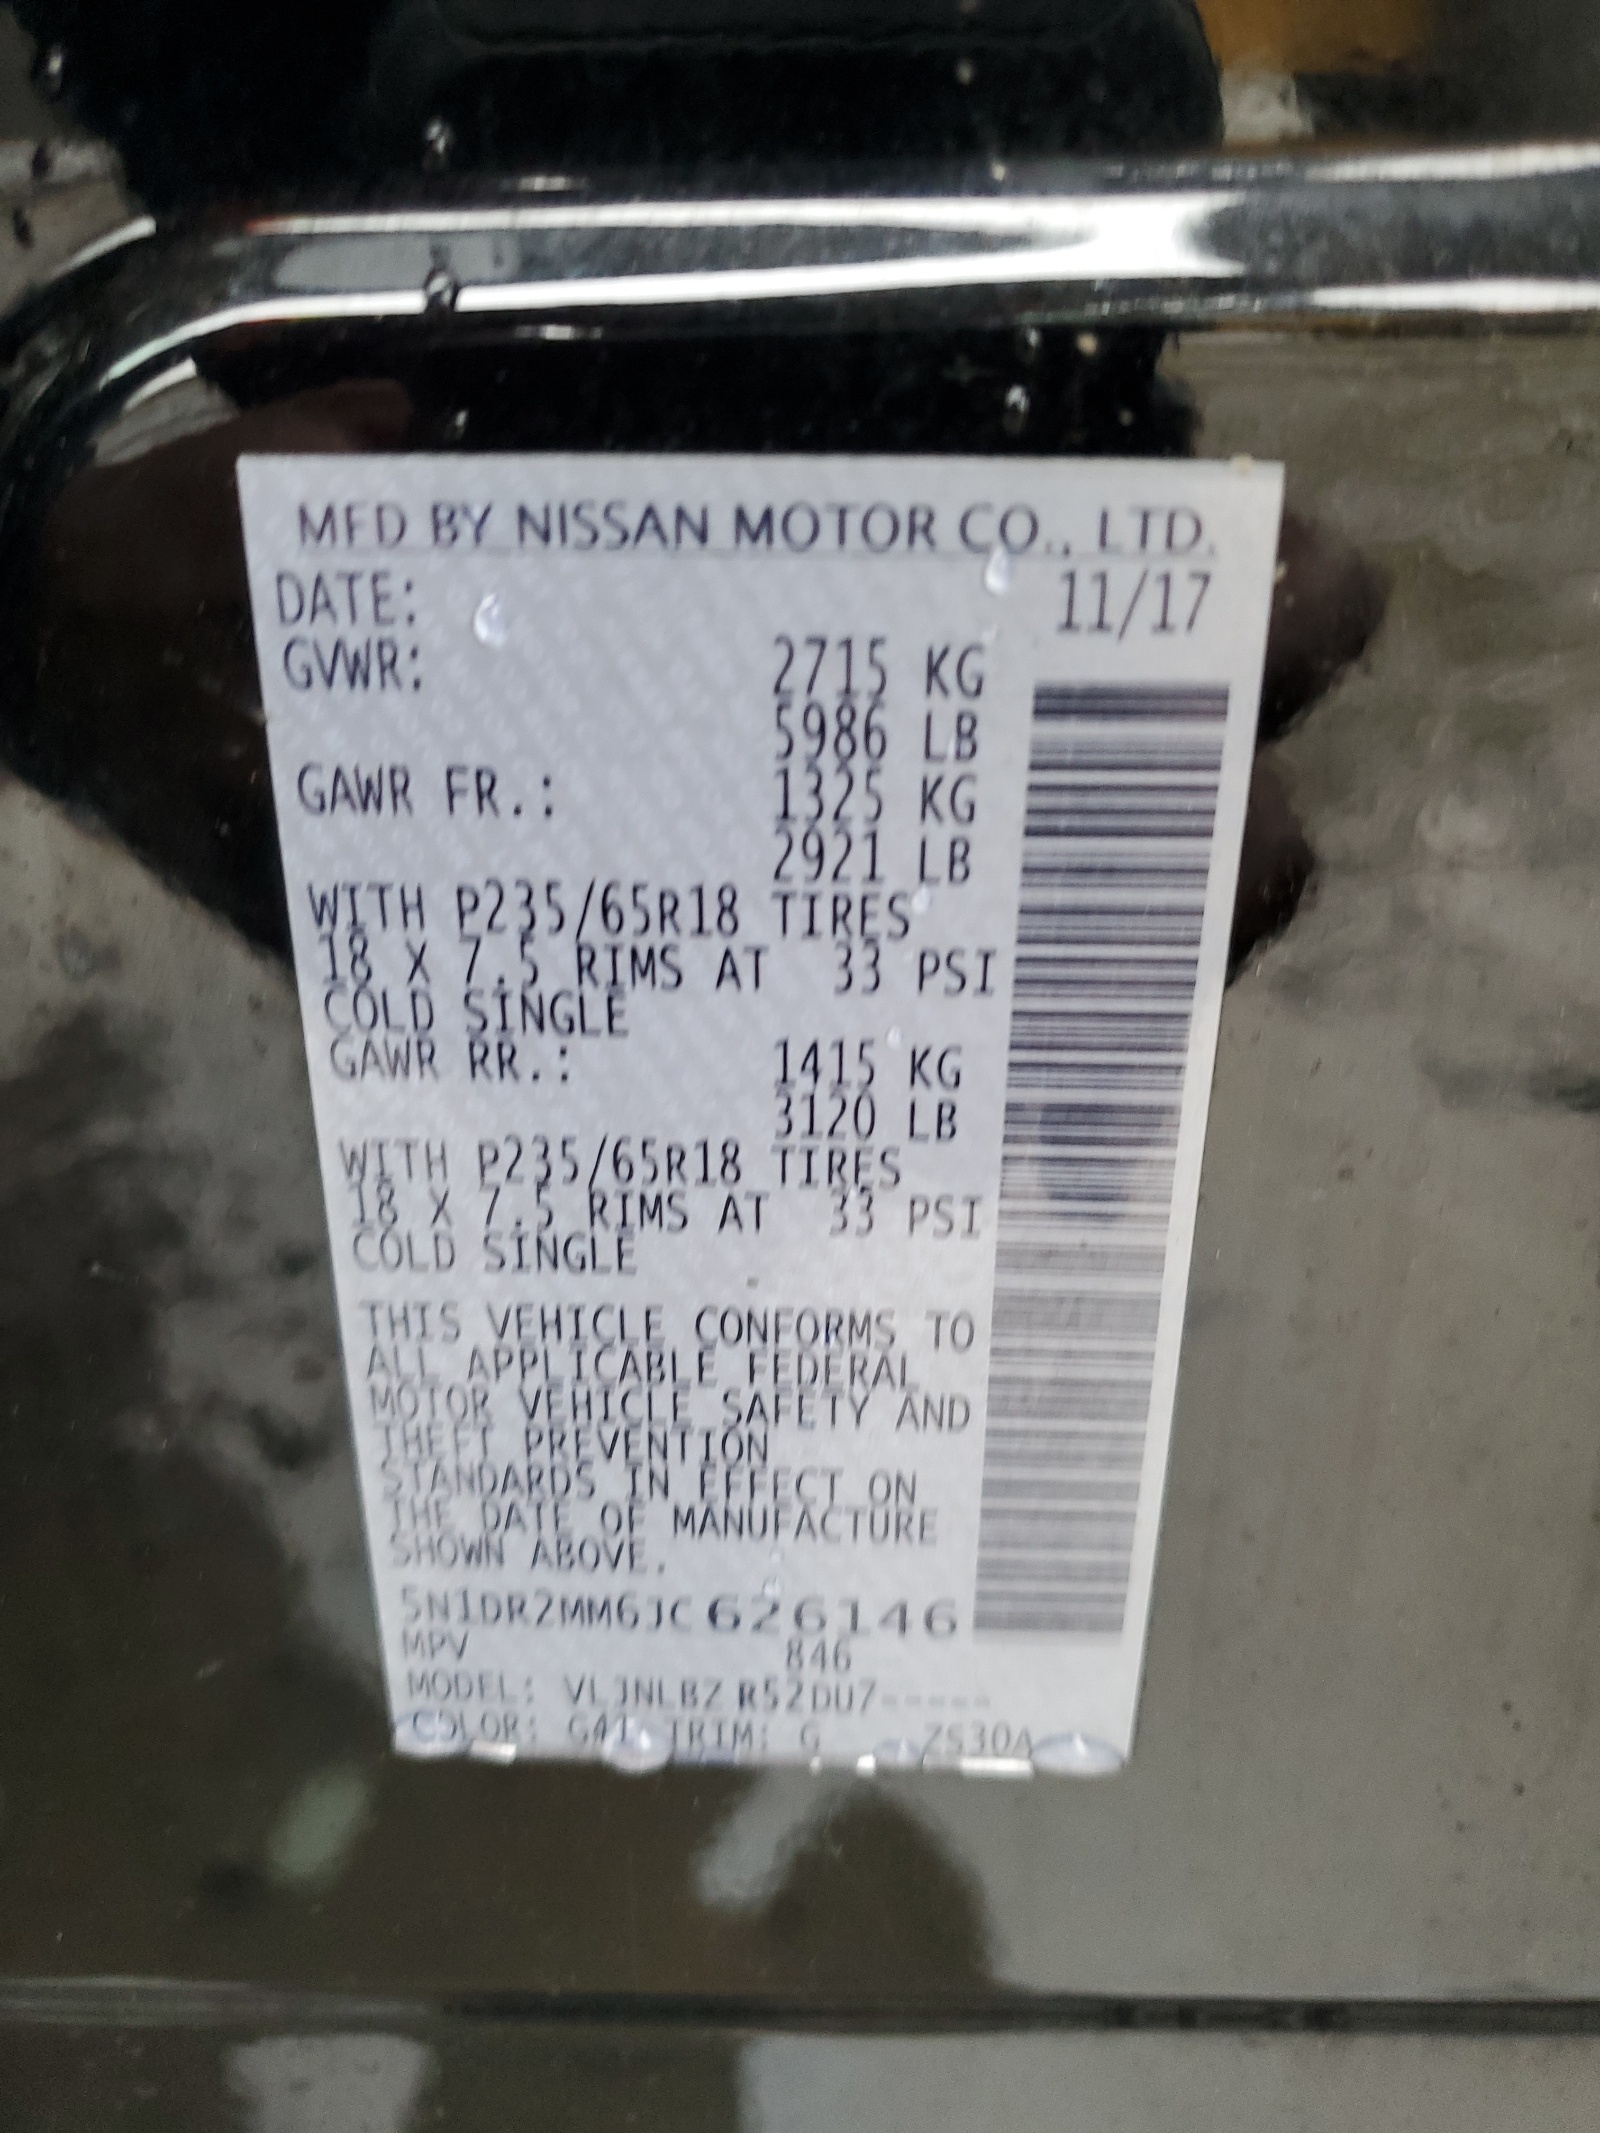 MFD BY NISSAN MOTOR CO., LTD.
DATE: 11/17
GVWR: 2715 KG
5986 LB
GAWR FR.: 1325 KG
2921 LB
WITH P235/65R18 TIRES
18 X 7.5 RIMS AT 33 PSI
COLD SINGLE
GAWR RR.: 1415 KG
3120 LB
WITH P235/65R18 TIRES
18 X 7.5 RIMS AT 33 PSI
COLD SINGLE
THIS VEHICLE CONFORMS TO
ALL APPLICABLE FEDERAL
MOTOR VEHICLE SAFETY AND
THEFT PREVENTION
STANDARDS IN EFFECT ON
THE DATE OF MANUFACTURE
SHOWN ABOVE.
5N1DR2MM6JC626146
MPV 846
MODEL: VLJNLBZ R52DU7-----
COLOR: G41 TRIM: G ZS30A